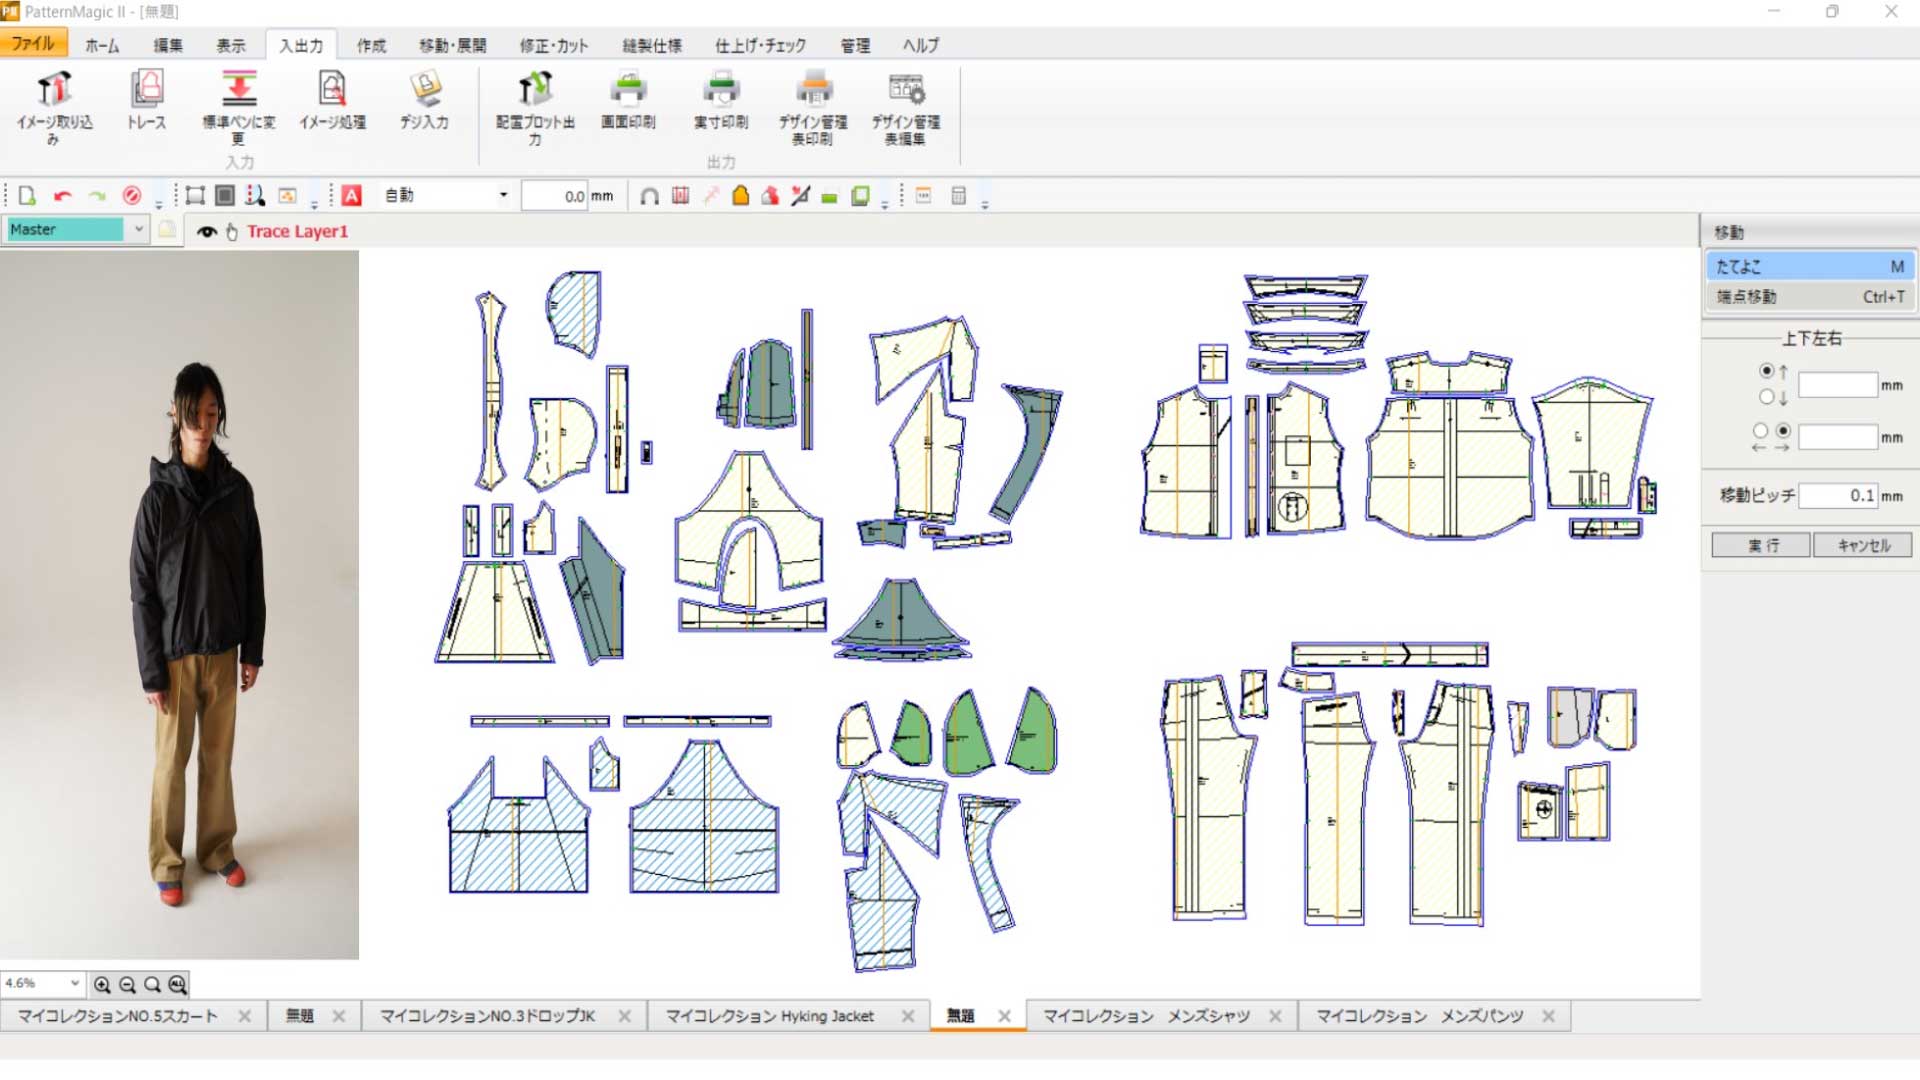 PatternMagic II - [無題]
ファイル ホーム 編集 表示 入出力 作成 移動・展開 修正・カット 縫製仕様 仕上げ・チェック 管理 ヘルプ
イメージ取り込み
トレース
標準ペンに変更
イメージ処理
デジ入力
配置プロット出力
画面印刷
実寸印刷
デザイン管理表印刷
デザイン管理表編集
入力
出力
A 自動 0.0 mm
Master
Trace Layer1
移動
たてよこ M
端点移動 Ctrl+T
上下左右
↑ mm
↓
← → mm
移動ピッチ 0.1 mm
実行 キャンセル
4.6%
ALL
マイコレクションNO.5スカート
無題
マイコレクションNO.3ドロップJK
マイコレクション Hyking Jacket
無題
マイコレクション メンズシャツ
マイコレクション メンズパンツ